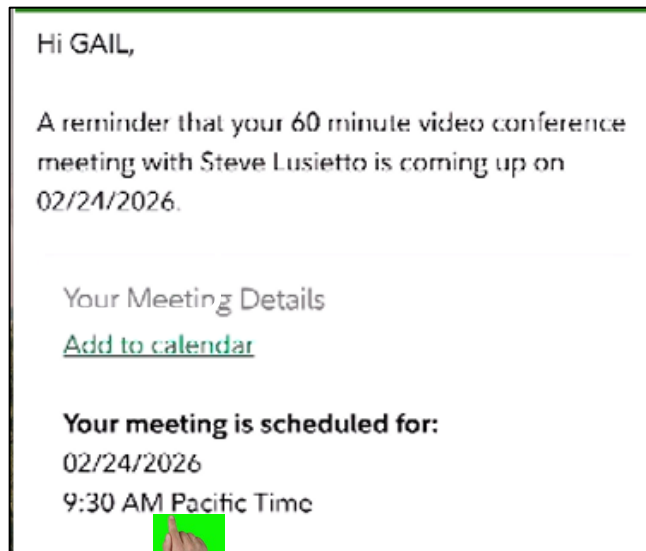 Hi GAIL,
A reminder that your 60 minute video conference
meeting with Steve Lusietto is coming up on
02/24/2026.
Your Meeting Details
Add to calendar
Your meeting is scheduled for:
02/24/2026
9:30 AM Pacific Time